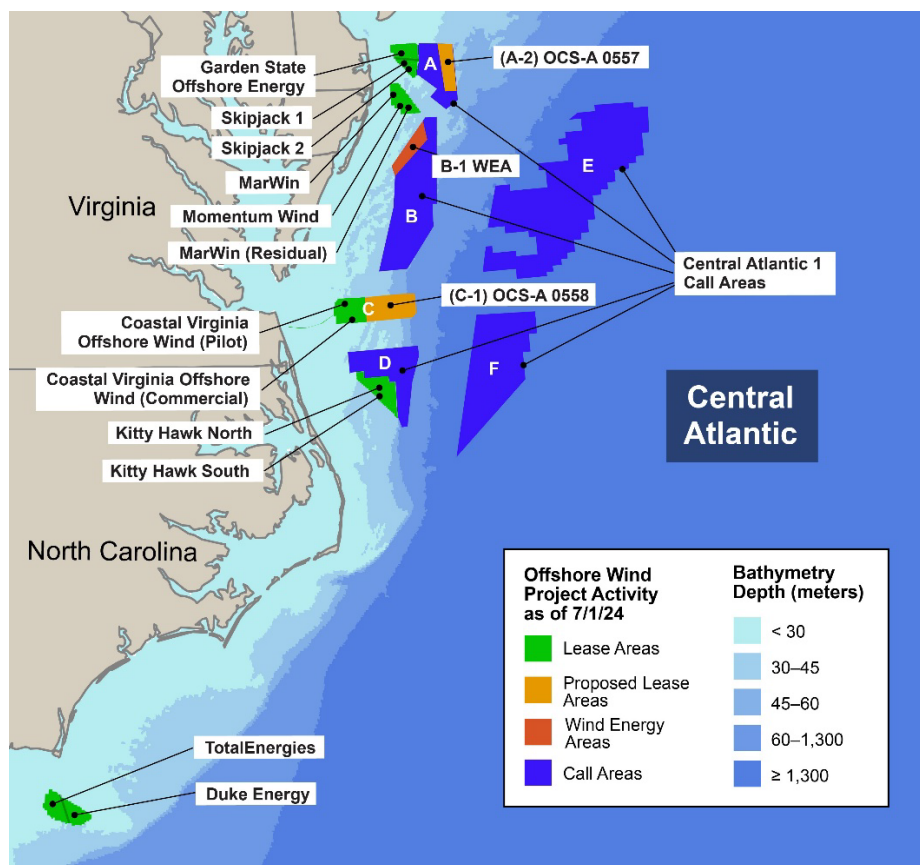 Garden State
Offshore Energy
A
(A-2) OCS-A 0557
Skipjack 1
Skipjack 2
MarWin
B-1 WEA
E
Virginia
Momentum Wind
B
MarWin (Residual)
Central Atlantic 1
Call Areas
(C-1) OCS-A 0558
C
Coastal Virginia
Offshore Wind (Pilot)
D
F
Coastal Virginia Offshore
Wind (Commercial)
Central
Atlantic
Kitty Hawk North
Kitty Hawk South
North Carolina
Offshore Wind
Project Activity
as of 7/1/24
Lease Areas
Proposed Lease
Areas
Wind Energy
Areas
Call Areas
Bathymetry
Depth (meters)
< 30
30–45
45–60
60–1,300
≥ 1,300
TotalEnergies
Duke Energy